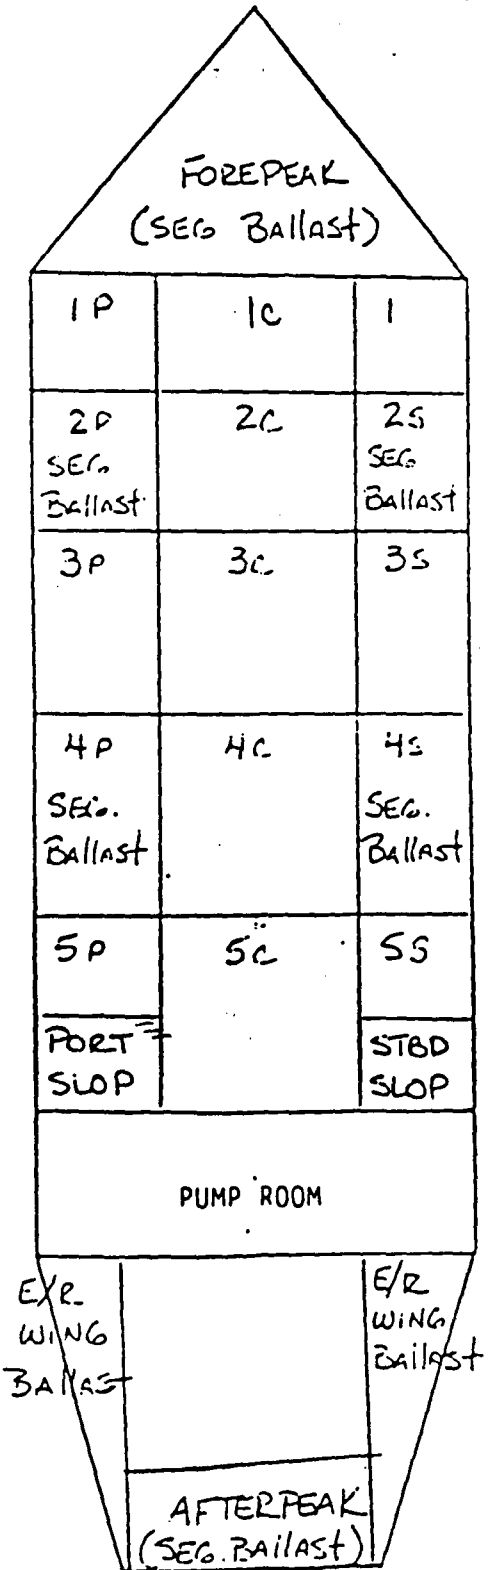 FOREPEAK
(SEG Ballast)
1P 1C 1
2P 2C 2S
SEG SEG
Ballast Ballast
3P 3C 3S
4P 4C 4S
SEG. SEG.
Ballast Ballast
5P 5C 5S
PORT STBD
SLOP SLOP
PUMP ROOM
E/R E/R
WING WING
Ballast Ballast
AFTERPEAK
(SEG. Ballast)